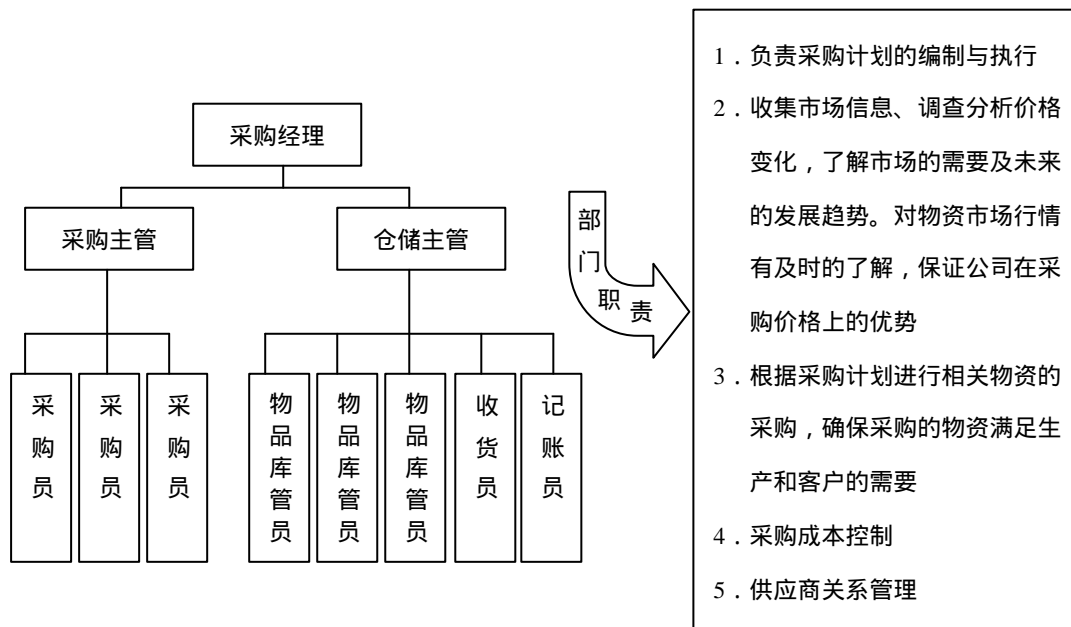 采购经理
采购主管
仓储主管
采购员
采购员
采购员
物品库管员
物品库管员
物品库管员
收货员
记账员
部门职责
1．负责采购计划的编制与执行
2．收集市场信息、调查分析价格
变化，了解市场的需要及未来
的发展趋势。对物资市场行情
有及时的了解，保证公司在采
购价格上的优势
3．根据采购计划进行相关物资的
采购，确保采购的物资满足生
产和客户的需要
4．采购成本控制
5．供应商关系管理